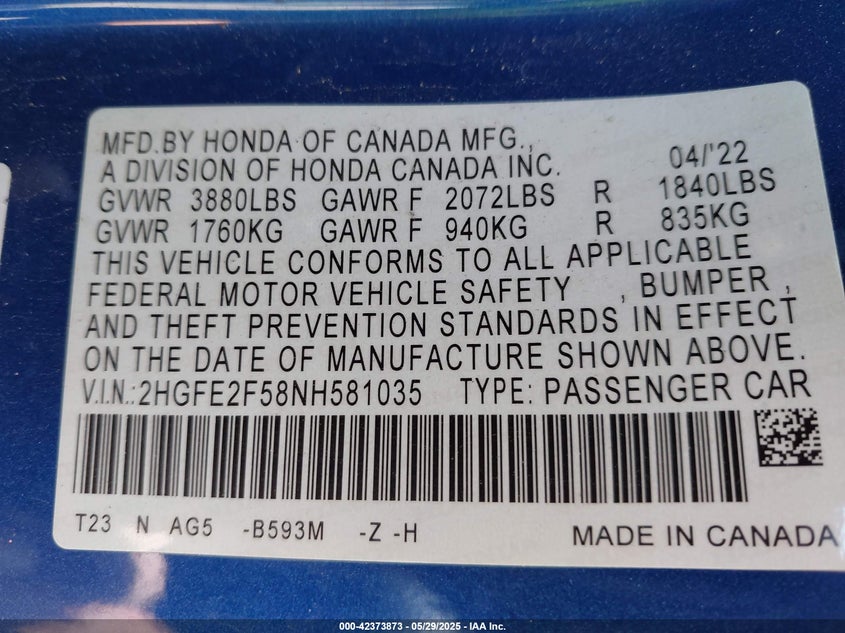 MFD.BY HONDA OF CANADA MFG.,
A DIVISION OF HONDA CANADA INC. 04/'22
GVWR 3880LBS GAWR F 2072LBS R 1840LBS
GVWR 1760KG GAWR F 940KG R 835KG
THIS VEHICLE CONFORMS TO ALL APPLICABLE
FEDERAL MOTOR VEHICLE SAFETY , BUMPER ,
AND THEFT PREVENTION STANDARDS IN EFFECT
ON THE DATE OF MANUFACTURE SHOWN ABOVE.
V.I.N.:2HGFE2F58NH581035 TYPE: PASSENGER CAR
T23 N AG5 -B593M -Z -H
MADE IN CANADA
000-42373873 - 05/29/2025 - IAA Inc.